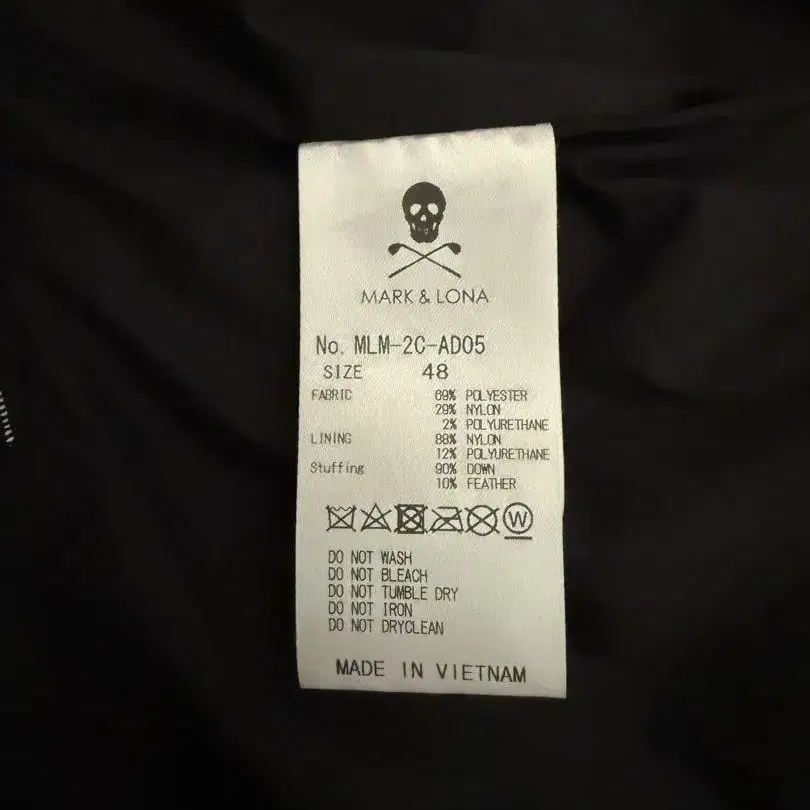 MARK & LONA
No. MLM-2C-AD05
SIZE 48
FABRIC 69% POLYESTER
29% NYLON
2% POLYURETHANE
LINING 88% NYLON
12% POLYURETHANE
Stuffing 90% DOWN
10% FEATHER
W
DO NOT WASH
DO NOT BLEACH
DO NOT TUMBLE DRY
DO NOT IRON
DO NOT DRYCLEAN
MADE IN VIETNAM